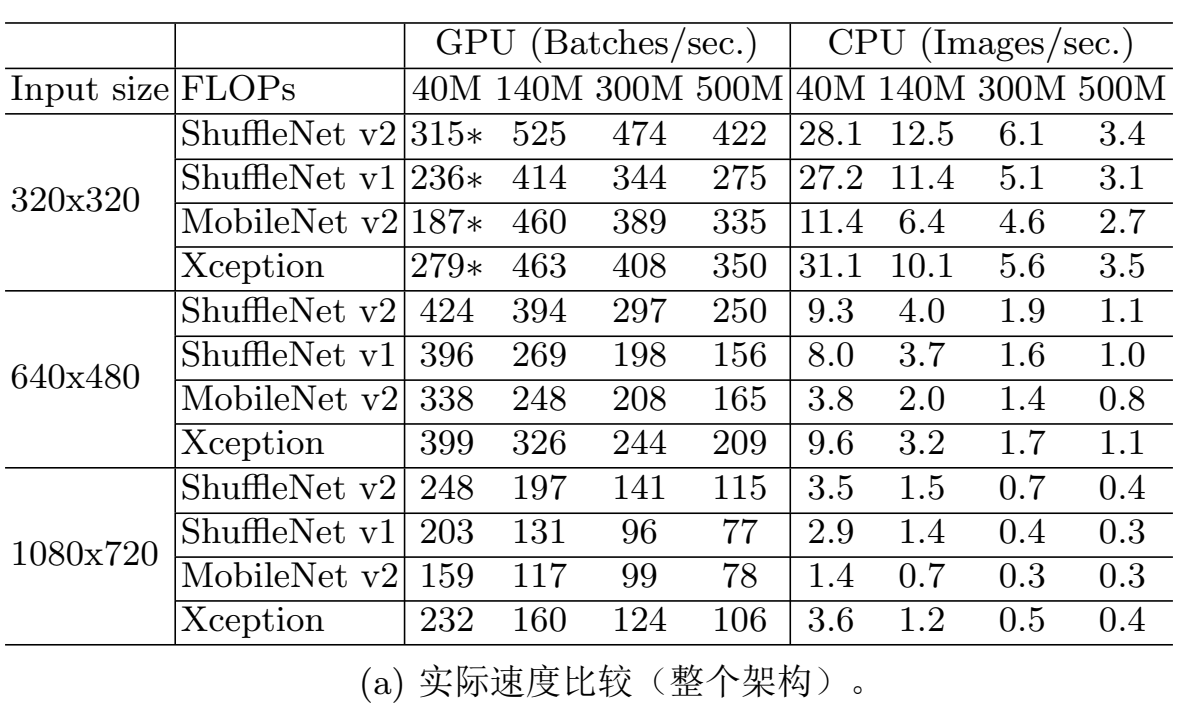 GPU (Batches/sec.) CPU (Images/sec.)
Input size FLOPs 40M 140M 300M 500M 40M 140M 300M 500M
320x320
ShuffleNet v2 315* 525 474 422 28.1 12.5 6.1 3.4
ShuffleNet v1 236* 414 344 275 27.2 11.4 5.1 3.1
MobileNet v2 187* 460 389 335 11.4 6.4 4.6 2.7
Xception 279* 463 408 350 31.1 10.1 5.6 3.5
640x480
ShuffleNet v2 424 394 297 250 9.3 4.0 1.9 1.1
ShuffleNet v1 396 269 198 156 8.0 3.7 1.6 1.0
MobileNet v2 338 248 208 165 3.8 2.0 1.4 0.8
Xception 399 326 244 209 9.6 3.2 1.7 1.1
1080x720
ShuffleNet v2 248 197 141 115 3.5 1.5 0.7 0.4
ShuffleNet v1 203 131 96 77 2.9 1.4 0.4 0.3
MobileNet v2 159 117 99 78 1.4 0.7 0.3 0.3
Xception 232 160 124 106 3.6 1.2 0.5 0.4
(a) 实际速度比较（整个架构）。